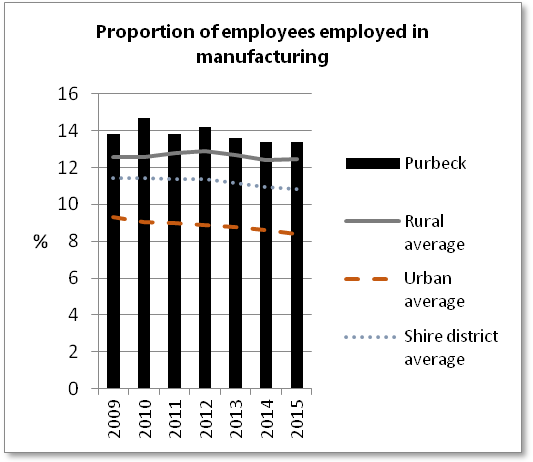 Proportion of employees employed in
manufacturing
16
14
12
10
8
6
4
2
0
%
2009
2010
2011
2012
2013
2014
2015
Purbeck
Rural
average
Urban
average
Shire district
average